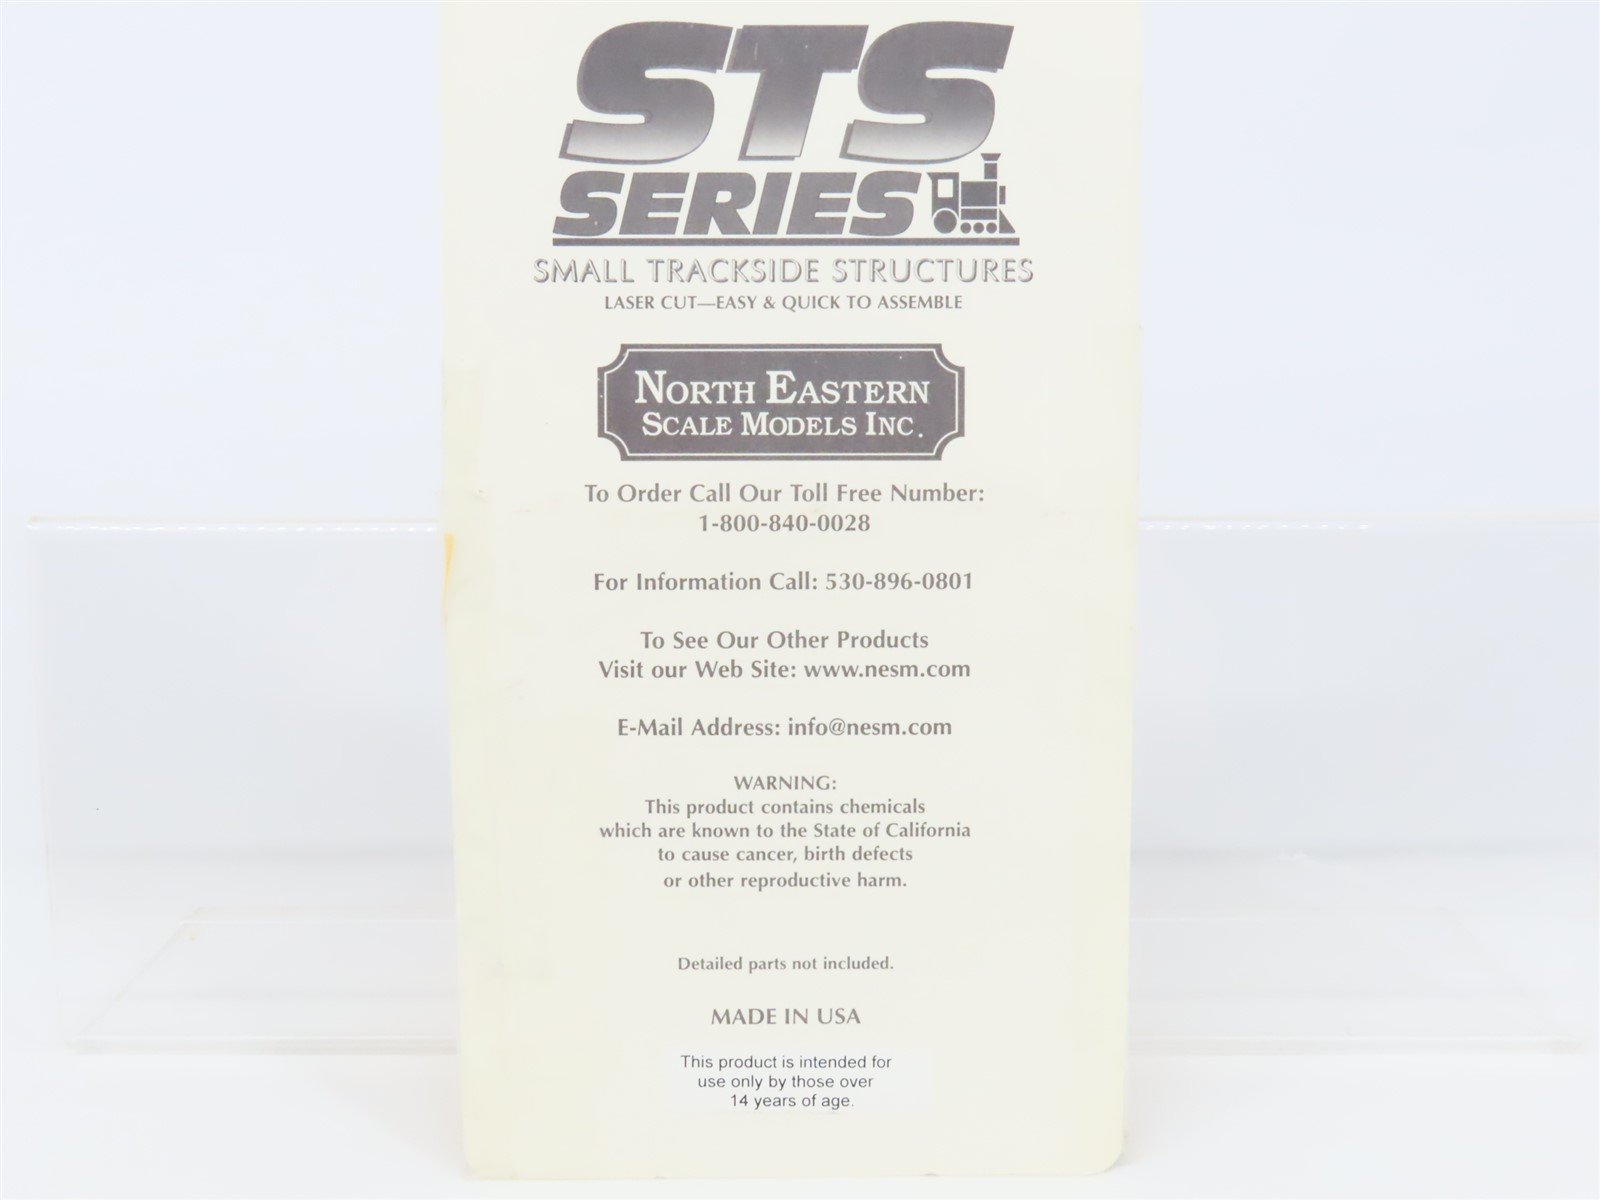 STS
SERIES
SMALL TRACKSIDE STRUCTURES
LASER CUT—EASY & QUICK TO ASSEMBLE
NORTH EASTERN
SCALE MODELS INC.
To Order Call Our Toll Free Number:
1-800-840-0028
For Information Call: 530-896-0801
To See Our Other Products
Visit our Web Site: www.nesm.com
E-Mail Address: info@nesm.com
WARNING:
This product contains chemicals
which are known to the State of California
to cause cancer, birth defects
or other reproductive harm.
Detailed parts not included.
MADE IN USA
This product is intended for
use only by those over
14 years of age.